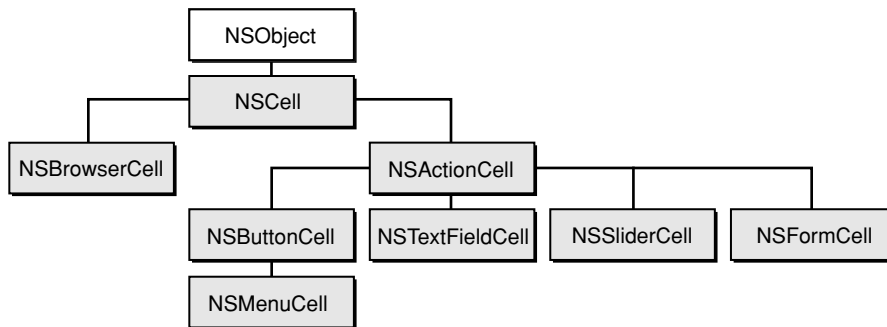 NSObject
NSCell
NSBrowserCell
NSActionCell
NSButtonCell
NSTextFieldCell
NSSliderCell
NSFormCell
NSMenuCell